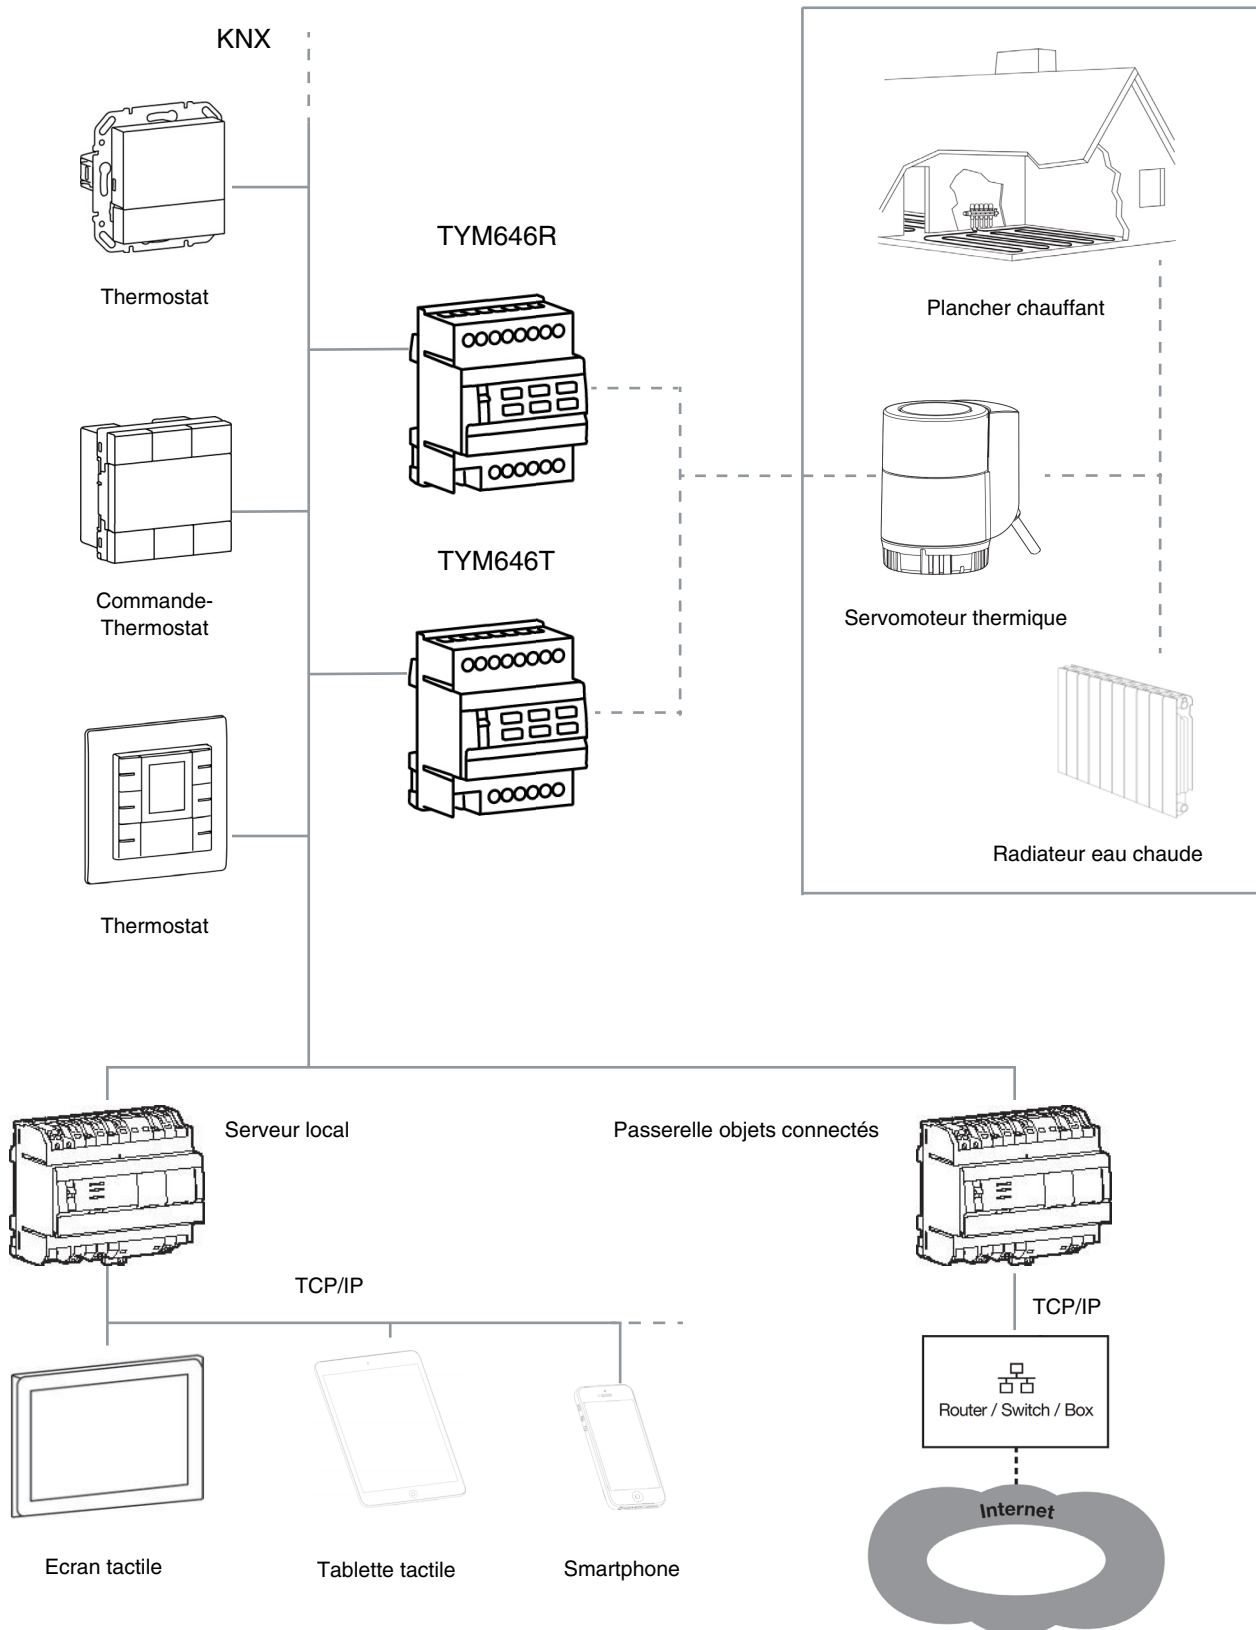 KNX
Thermostat
TYM646R
Plancher chauffant
TYM646T
Commande-
Thermostat
Servomoteur thermique
Radiateur eau chaude
Thermostat
Serveur local
Passerelle objets connectés
TCP/IP
TCP/IP
Router / Switch / Box
Internet
Ecran tactile
Tablette tactile
Smartphone